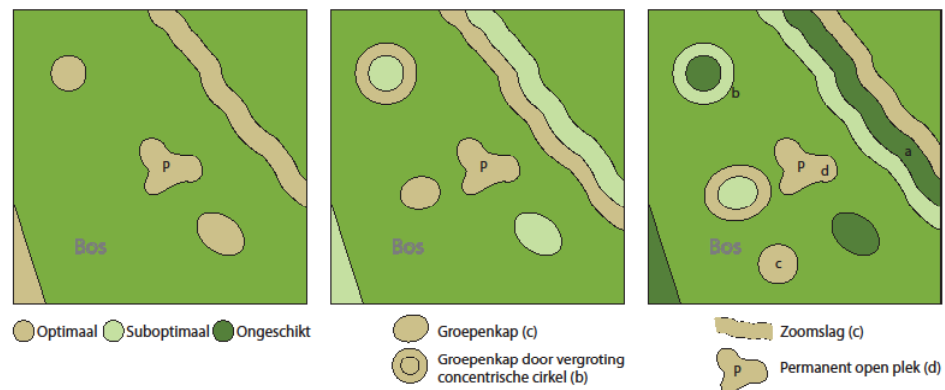 P
Bos
P
Bos
b
a
P
d
Bos
c
Optimaal
Suboptimaal
Ongeschikt
Groepenkap (c)
Groepenkap door vergroting
concentrische cirkel (b)
Zoomslag (c)
P
Permanent open plek (d)